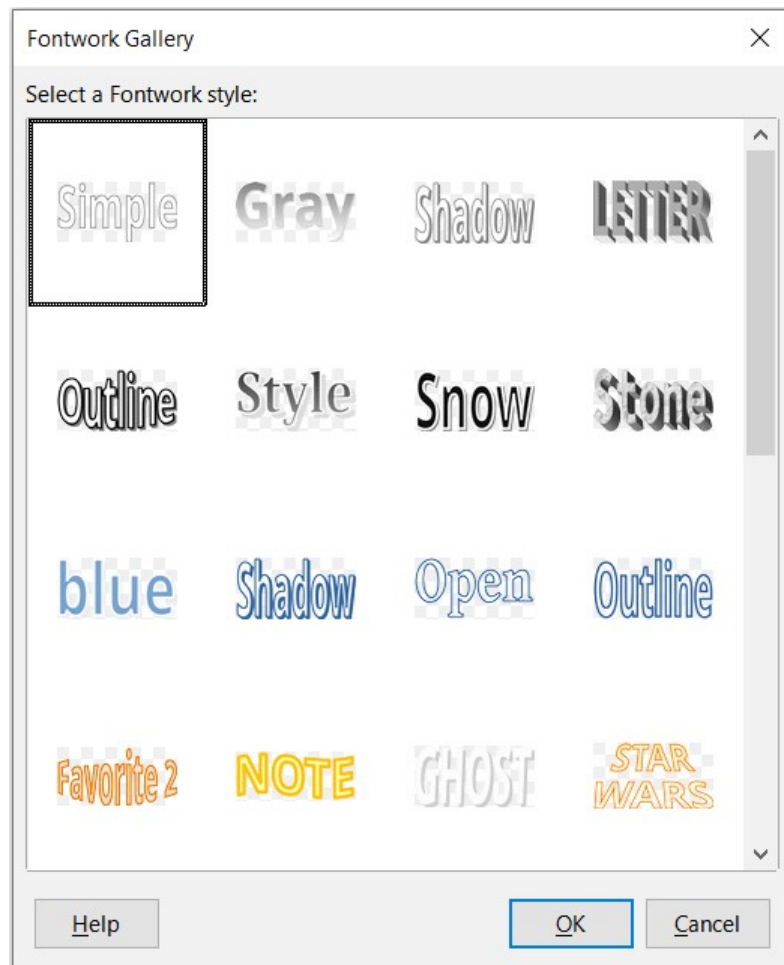 Fontwork Gallery
Select a Fontwork style:
Simple Gray Shadow LETTER
Outline Style Snow Stone
blue Shadow Open Outline
Favorite 2 NOTE GHOST STAR
WARS
Help OK Cancel